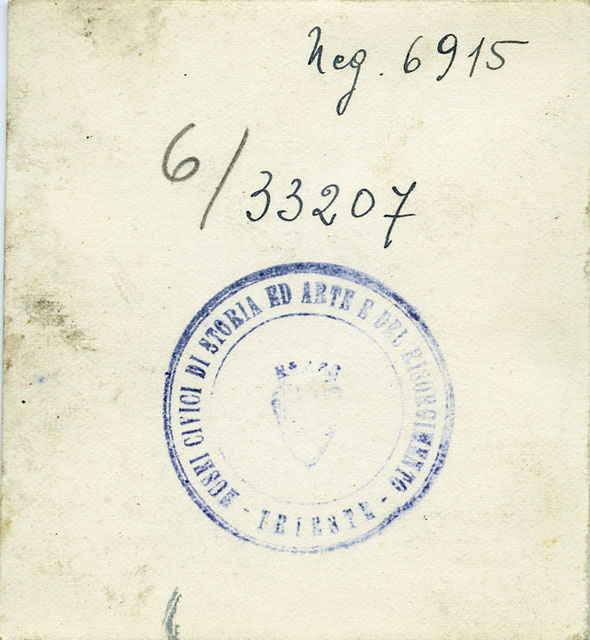 Neg. 6915
6/33207
MUSEI CIVICI DI STORIA ED ARTE E DEL RISORGIMENTO
- TRIESTE -